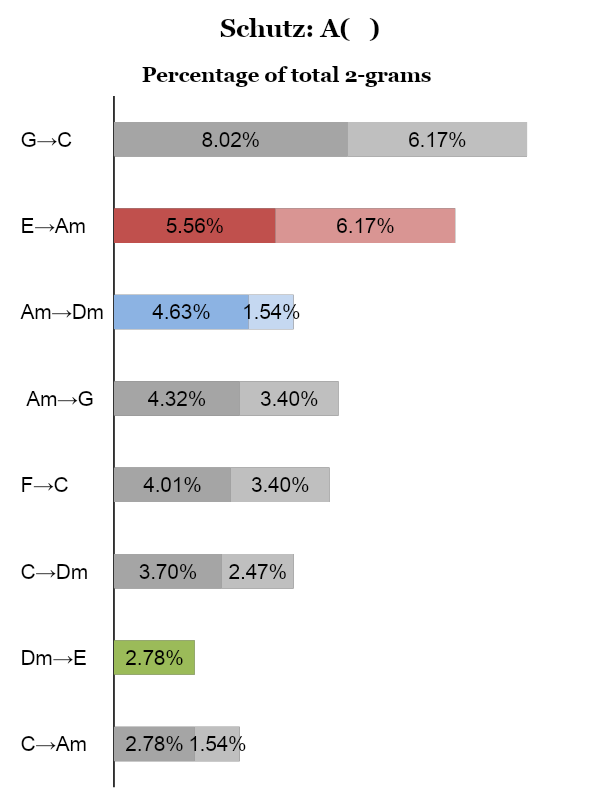 Schutz: A( )
Percentage of total 2-grams
G→C 8.02% 6.17%
E→Am 5.56% 6.17%
Am→Dm 4.63% 1.54%
Am→G 4.32% 3.40%
F→C 4.01% 3.40%
C→Dm 3.70% 2.47%
Dm→E 2.78%
C→Am 2.78% 1.54%